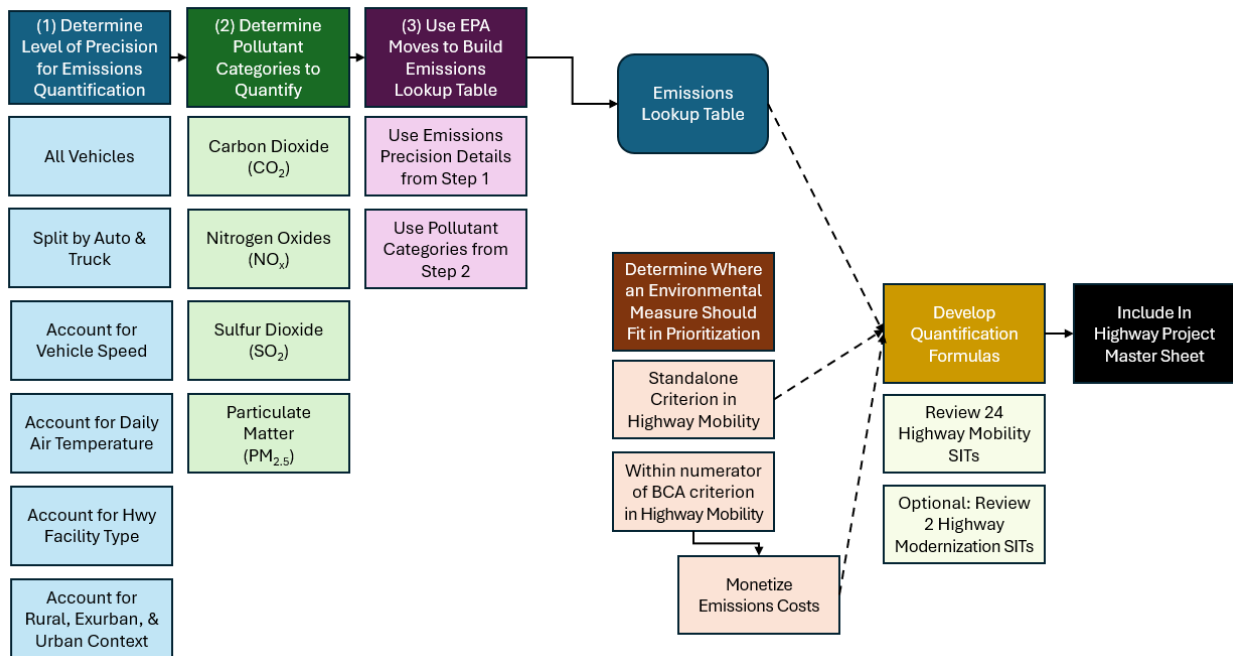 (1) Determine
Level of Precision
for Emissions
Quantification
All Vehicles
Split by Auto &
Truck
Account for
Vehicle Speed
Account for Daily
Air Temperature
Account for Hwy
Facility Type
Account for
Rural, Exurban, &
Urban Context
(2) Determine
Pollutant
Categories to
Quantify
Carbon Dioxide
(CO₂)
Nitrogen Oxides
(NOₓ)
Sulfur Dioxide
(SO₂)
Particulate
Matter
(PM₂.₅)
(3) Use EPA
Moves to Build
Emissions
Lookup Table
Use Emissions
Precision Details
from Step 1
Use Pollutant
Categories from
Step 2
Emissions
Lookup Table
Determine Where
an Environmental
Measure Should
Fit in Prioritization
Standalone
Criterion in
Highway Mobility
Within numerator
of BCA criterion
in Highway Mobility
Monetize
Emissions Costs
Develop
Quantification
Formulas
Review 24
Highway Mobility
SITs
Optional: Review
2 Highway
Modernization SITs
Include In
Highway Project
Master Sheet